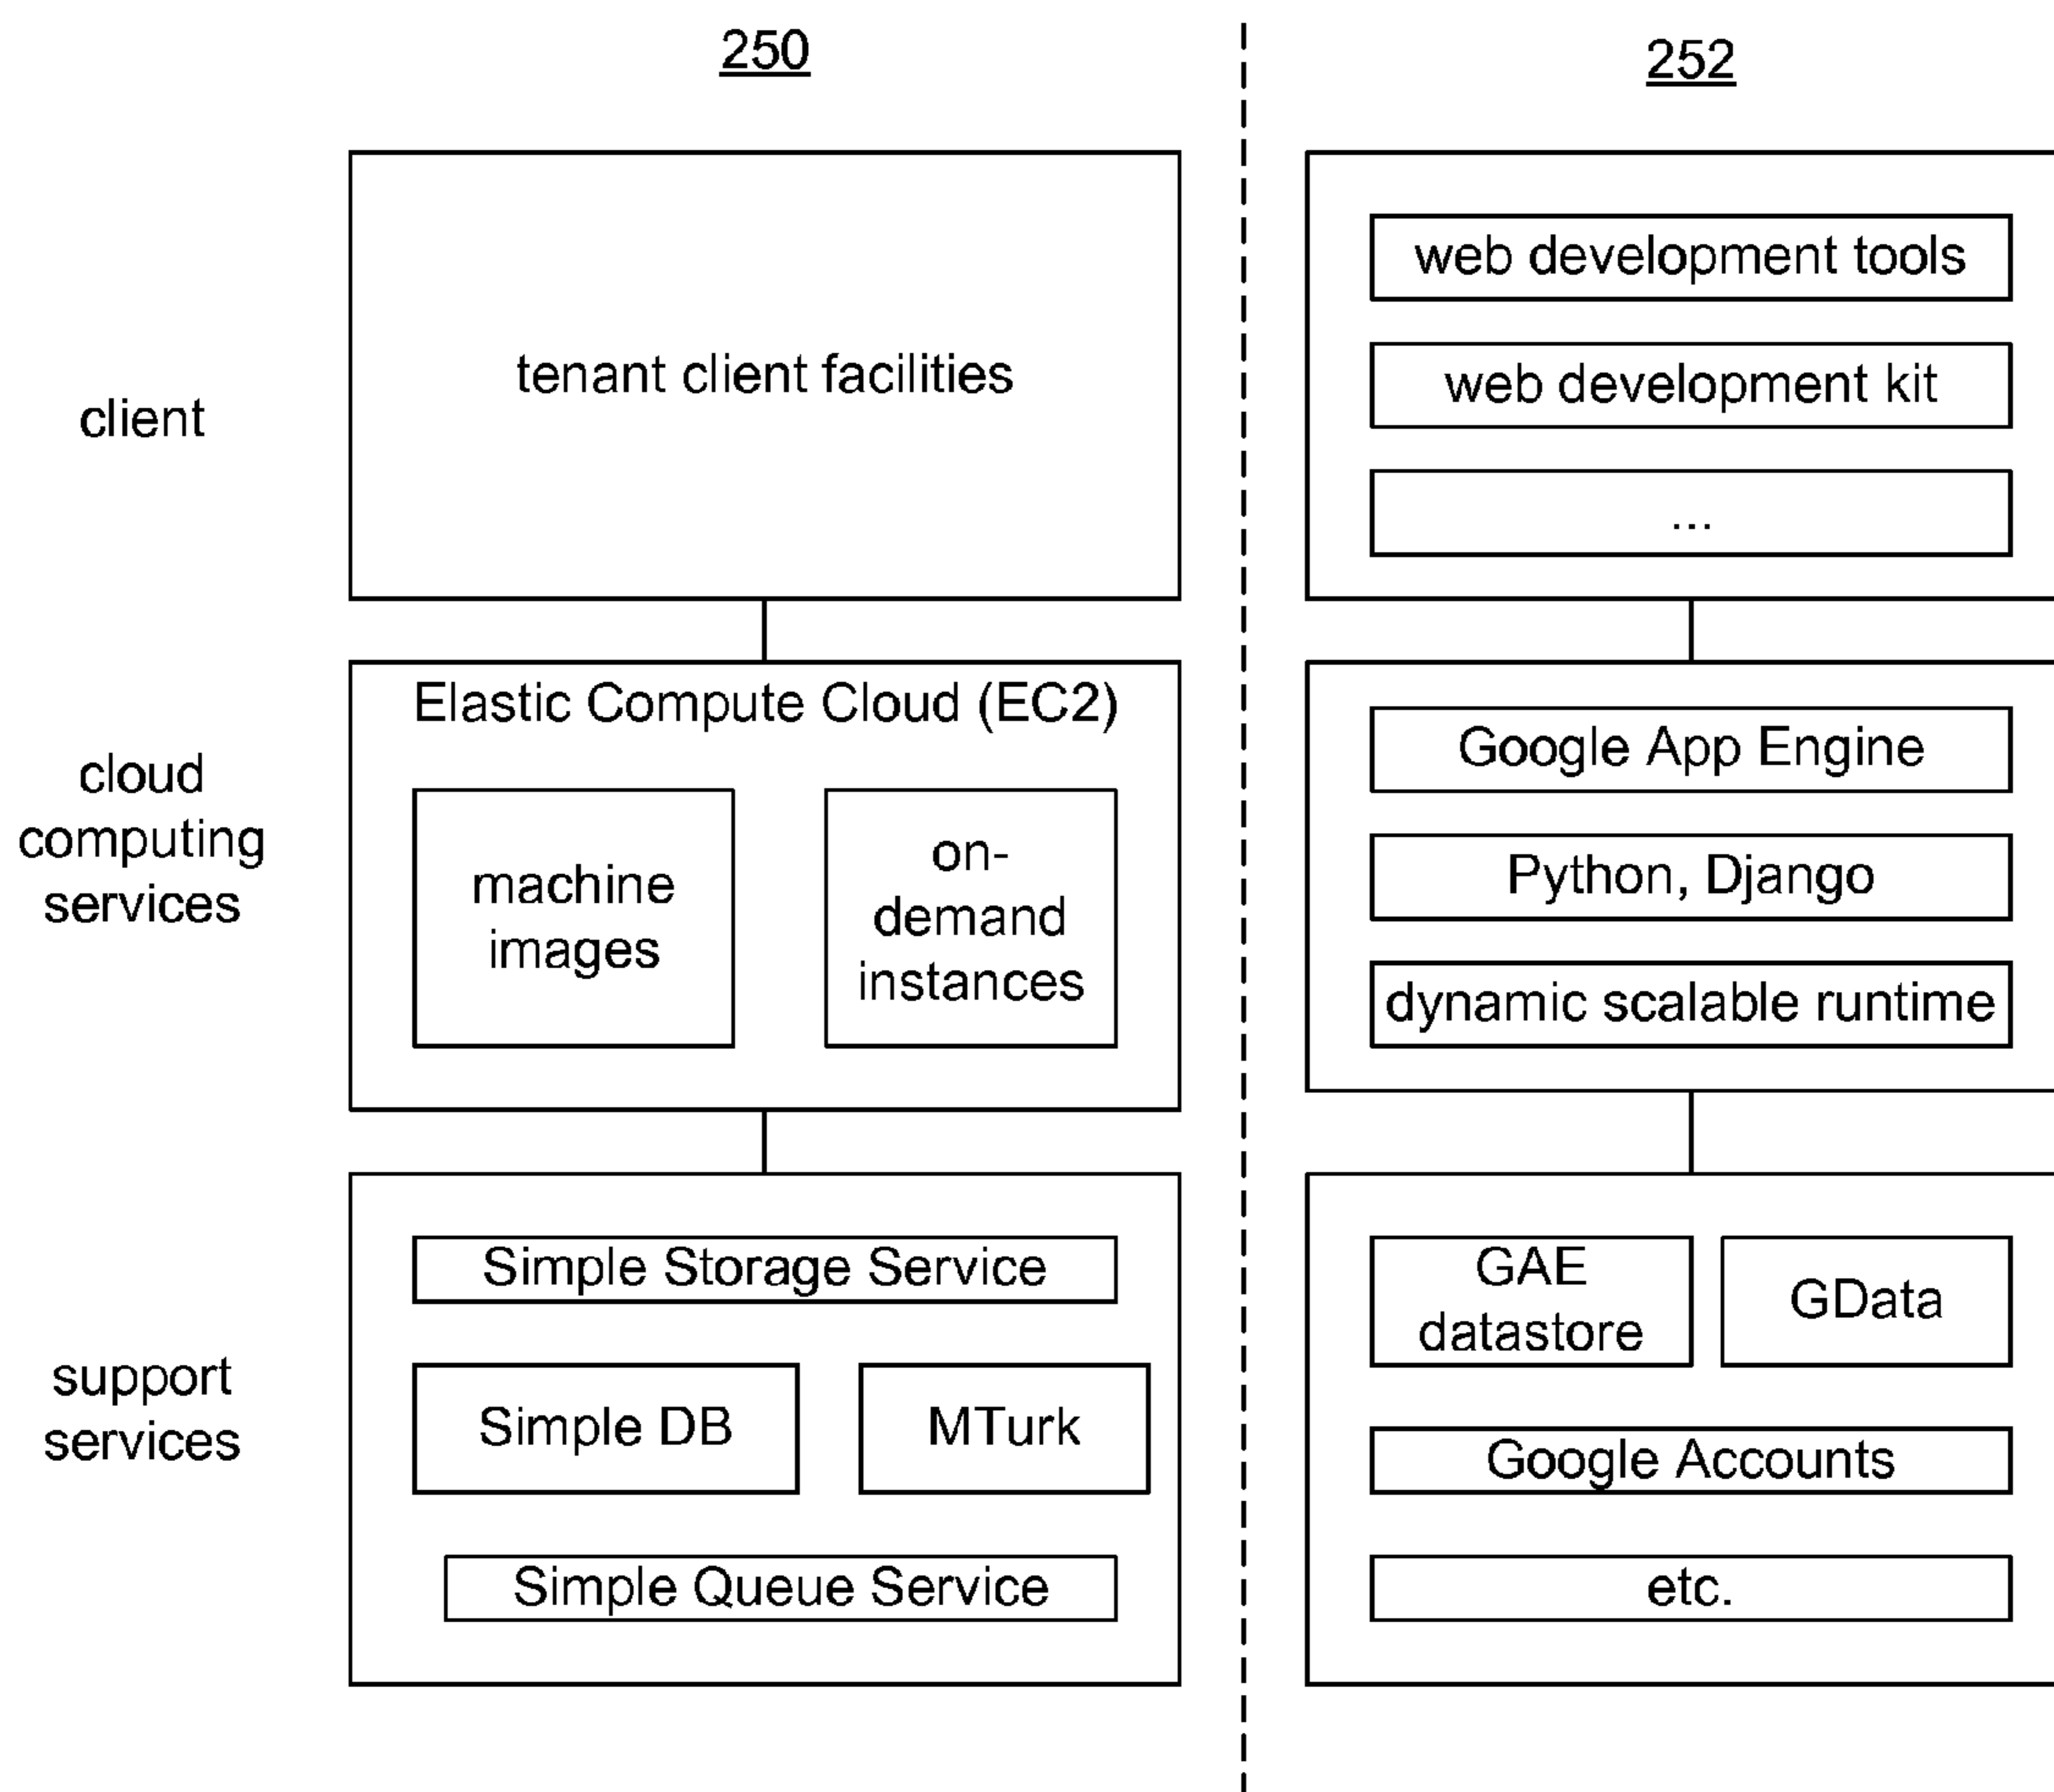 250
252
client
tenant client facilities
web development tools
web development kit
...
cloud
computing
services
Elastic Compute Cloud (EC2)
machine
images
on-
demand
instances
Google App Engine
Python, Django
dynamic scalable runtime
support
services
Simple Storage Service
Simple DB
MTurk
Simple Queue Service
GAE
datastore
GData
Google Accounts
etc.